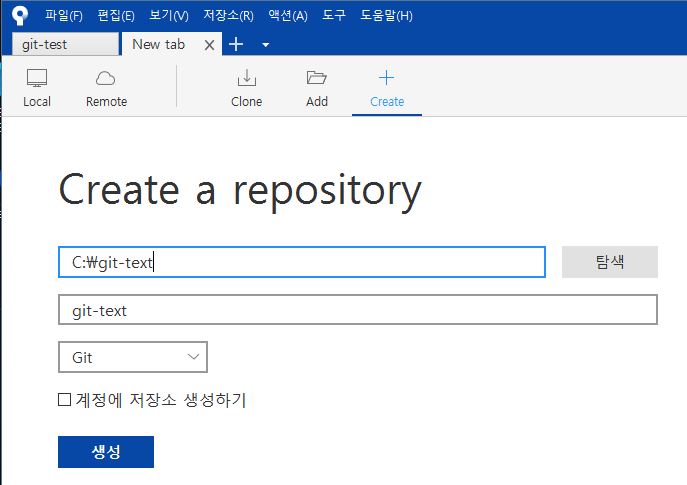 파일(F) 편집(E) 보기(V) 저장소(R) 액션(A) 도구 도움말(H)
git-test New tab
Local Remote Clone Add Create
Create a repository
C:₩git-text 탐색
git-text
Git
계정에 저장소 생성하기
생성